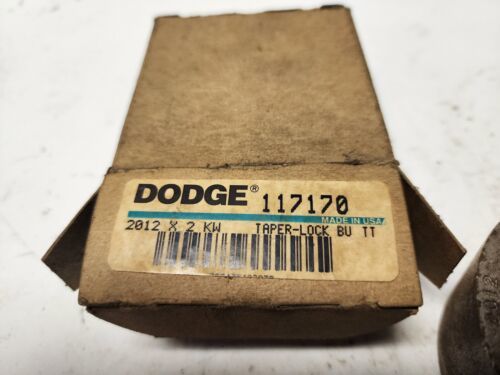 DODGE® 117170
MADE IN USA
2012 X 2 KW TAPER-LOCK BU TT